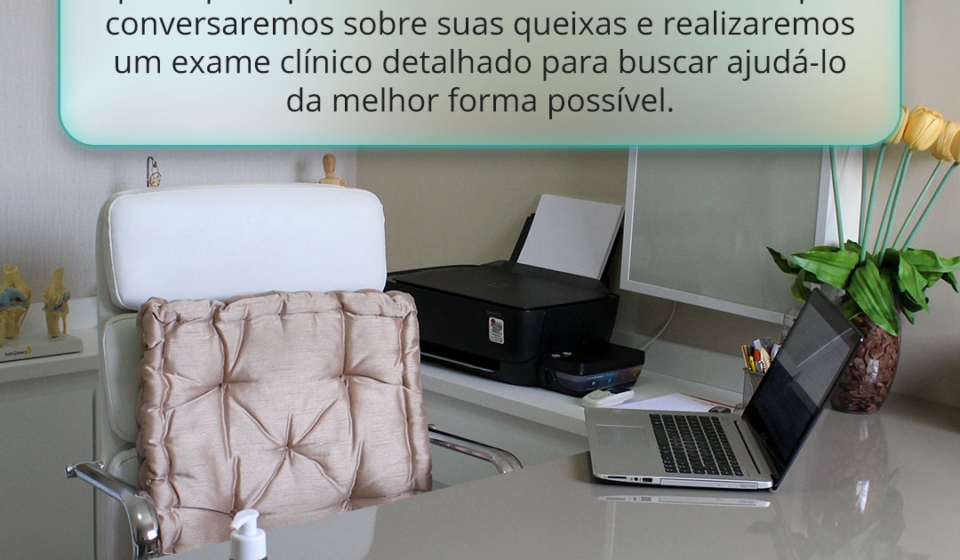 conversaremos sobre suas queixas e realizaremos
um exame clínico detalhado para buscar ajudá-lo
da melhor forma possível.